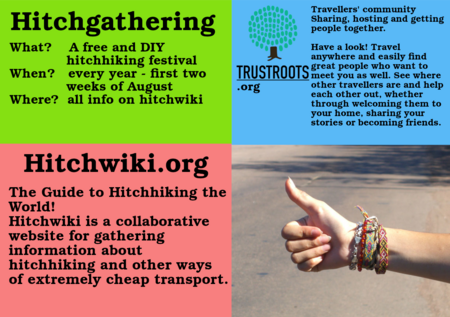 Hitchgathering
What? A free and DIY
hitchhiking festival
When? every year - first two
weeks of August
Where? all info on hitchwiki
TRUSTROOTS
.org
Travellers' community
Sharing, hosting and getting
people together.
Have a look! Travel
anywhere and easily find
great people who want to
meet you as well. See where
other travellers are and help
each other out, whether
through welcoming them to
your home, sharing your
stories or becoming friends.
Hitchwiki.org
The Guide to Hitchhiking the
World!
Hitchwiki is a collaborative
website for gathering
information about
hitchhiking and other ways
of extremely cheap transport.